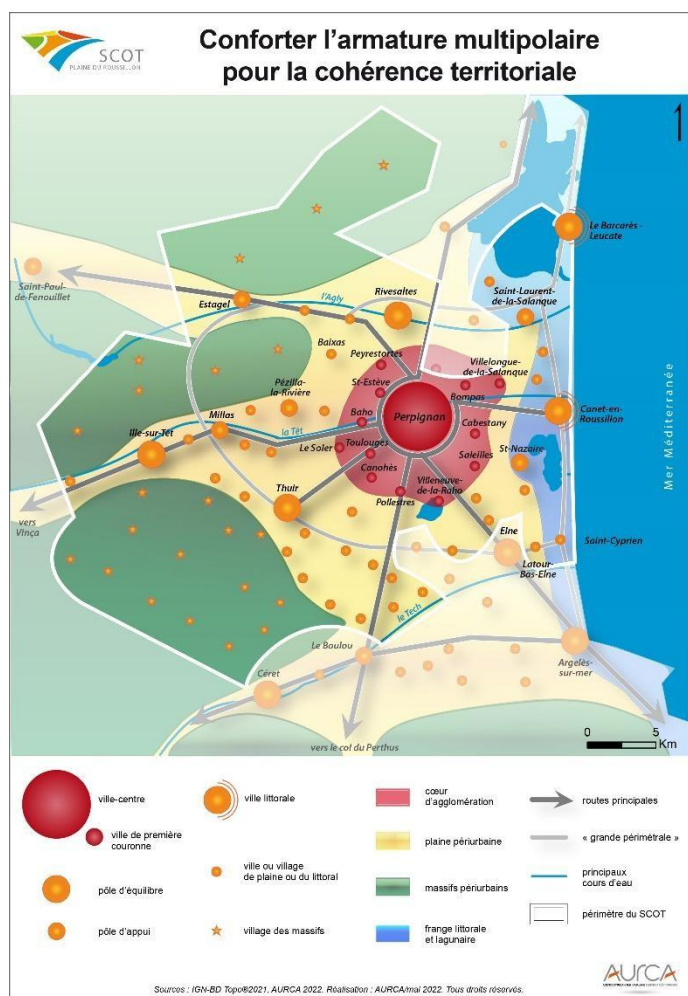 SCOT
PLAINE DU ROUSSILLON
Conforter l'armature multipolaire
pour la cohérence territoriale
Le Barcarès -
Leucate
Saint-Paul-
de-Fenouillet
Estagel
l'Agly
Rivesaltes
Saint-Laurent-
de-la-Salanque
Baixas
Peyrestortes
Villelongue-
de-la-Salanque
St-Estève
Bompas
Pézilla-
la-Rivière
Perpignan
Canet-en-
Roussillon
Millas
Baho
Ille-sur-Têt
la Têt
Cabestany
Le Soler
Toulouges
Saleilles
St-Nazaire
Canohès
Villeneuve-
de-la-Raho
Thuir
Pollestres
Mer Méditerranée
vers
Vinça
Elne
Saint-Cyprien
Latour-
Bas-Elne
le Tech
Le Boulou
Céret
Argelès-
sur-mer
vers le col du Perthus
0 5
Km
ville-centre
ville de première
couronne
pôle d'équilibre
pôle d'appui
ville littorale
ville ou village
de plaine ou du littoral
village des massifs
cœur
d'agglomération
plaine périurbaine
massifs périurbains
frange littorale
et lagunaire
routes principales
« grande périmétrale »
principaux
cours d'eau
périmètre du SCOT
AURCA
Sources : IGN-BD Topo®2021, AURCA 2022. Réalisation : AURCA/mai 2022. Tous droits réservés.